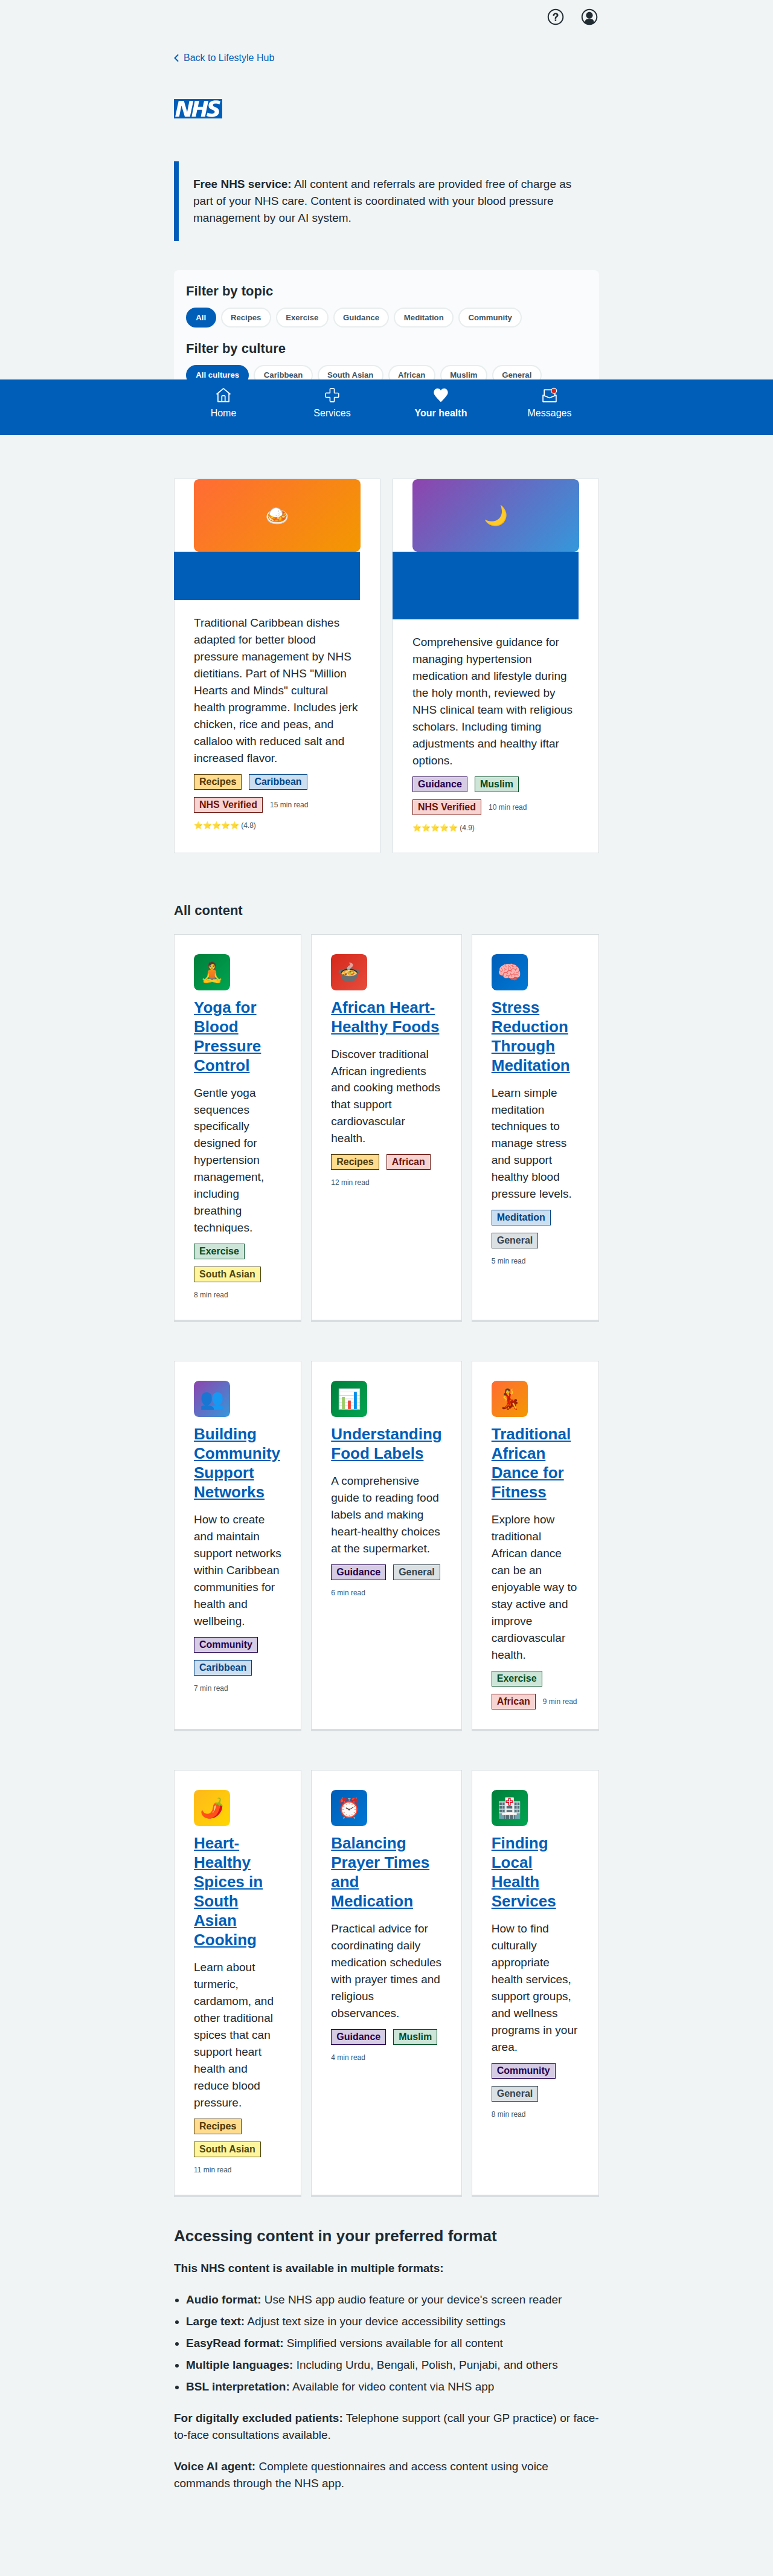 Back to Lifestyle Hub
NHS
Free NHS service: All content and referrals are provided free of charge as
part of your NHS care. Content is coordinated with your blood pressure
management by our AI system.
Filter by topic
All Recipes Exercise Guidance Meditation Community
Filter by culture
All cultures Caribbean South Asian African Muslim General
Home Services Your health Messages
Traditional Caribbean dishes
adapted for better blood
pressure management by NHS
dietitians. Part of NHS "Million
Hearts and Minds" cultural
health programme. Includes jerk
chicken, rice and peas, and
callaloo with reduced salt and
increased flavor.
Recipes Caribbean
NHS Verified 15 min read
⭐⭐⭐⭐⭐ (4.8)
Comprehensive guidance for
managing hypertension
medication and lifestyle during
the holy month, reviewed by
NHS clinical team with religious
scholars. Including timing
adjustments and healthy iftar
options.
Guidance Muslim
NHS Verified 10 min read
⭐⭐⭐⭐⭐ (4.9)
All content
Yoga for
Blood
Pressure
Control
Gentle yoga
sequences
specifically
designed for
hypertension
management,
including
breathing
techniques.
Exercise
South Asian
8 min read
African Heart-
Healthy Foods
Discover traditional
African ingredients
and cooking methods
that support
cardiovascular
health.
Recipes African
12 min read
Stress
Reduction
Through
Meditation
Learn simple
meditation
techniques to
manage stress
and support
healthy blood
pressure levels.
Meditation
General
5 min read
Building
Community
Support
Networks
How to create
and maintain
support networks
within Caribbean
communities for
health and
wellbeing.
Community
Caribbean
7 min read
Understanding
Food Labels
A comprehensive
guide to reading food
labels and making
heart-healthy choices
at the supermarket.
Guidance General
6 min read
Traditional
African
Dance for
Fitness
Explore how
traditional
African dance
can be an
enjoyable way to
stay active and
improve
cardiovascular
health.
Exercise
African 9 min read
Heart-
Healthy
Spices in
South
Asian
Cooking
Learn about
turmeric,
cardamom, and
other traditional
spices that can
support heart
health and
reduce blood
pressure.
Recipes
South Asian
11 min read
Balancing
Prayer Times
and
Medication
Practical advice for
coordinating daily
medication schedules
with prayer times and
religious
observances.
Guidance Muslim
4 min read
Finding
Local
Health
Services
How to find
culturally
appropriate
health services,
support groups,
and wellness
programs in your
area.
Community
General
8 min read
Accessing content in your preferred format
This NHS content is available in multiple formats:
• Audio format: Use NHS app audio feature or your device's screen reader
• Large text: Adjust text size in your device accessibility settings
• EasyRead format: Simplified versions available for all content
• Multiple languages: Including Urdu, Bengali, Polish, Punjabi, and others
• BSL interpretation: Available for video content via NHS app
For digitally excluded patients: Telephone support (call your GP practice) or face-
to-face consultations available.
Voice AI agent: Complete questionnaires and access content using voice
commands through the NHS app.